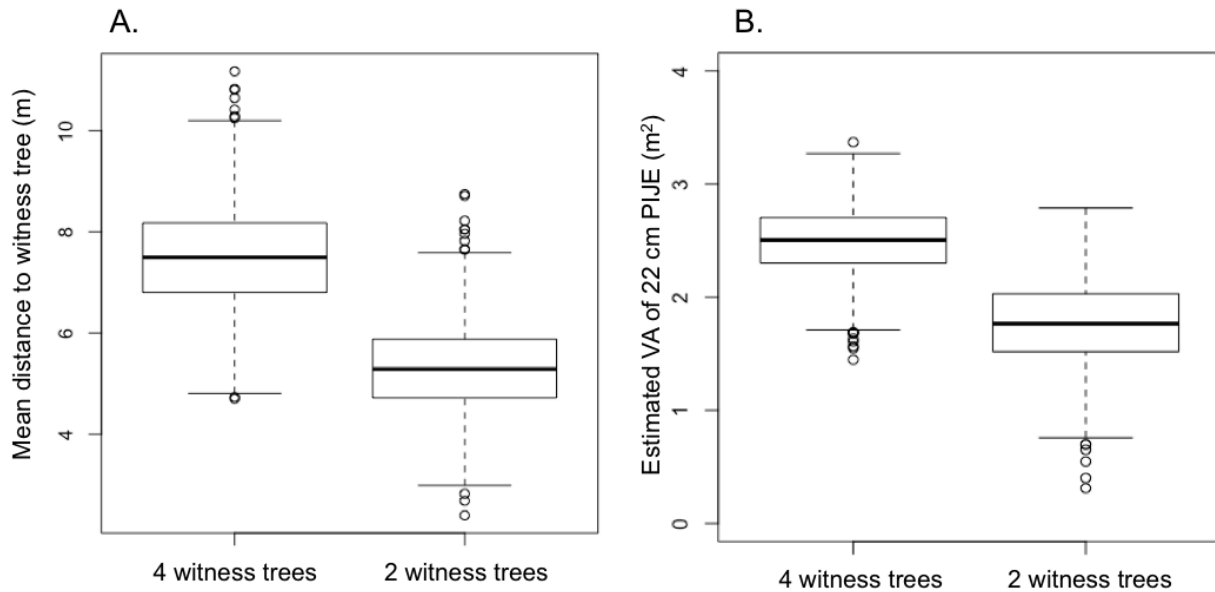 A.
Mean distance to witness tree (m)
10
8
6
4
4 witness trees
2 witness trees
B.
Estimated VA of 22 cm PIJE (m²)
4
3
2
1
0
4 witness trees
2 witness trees